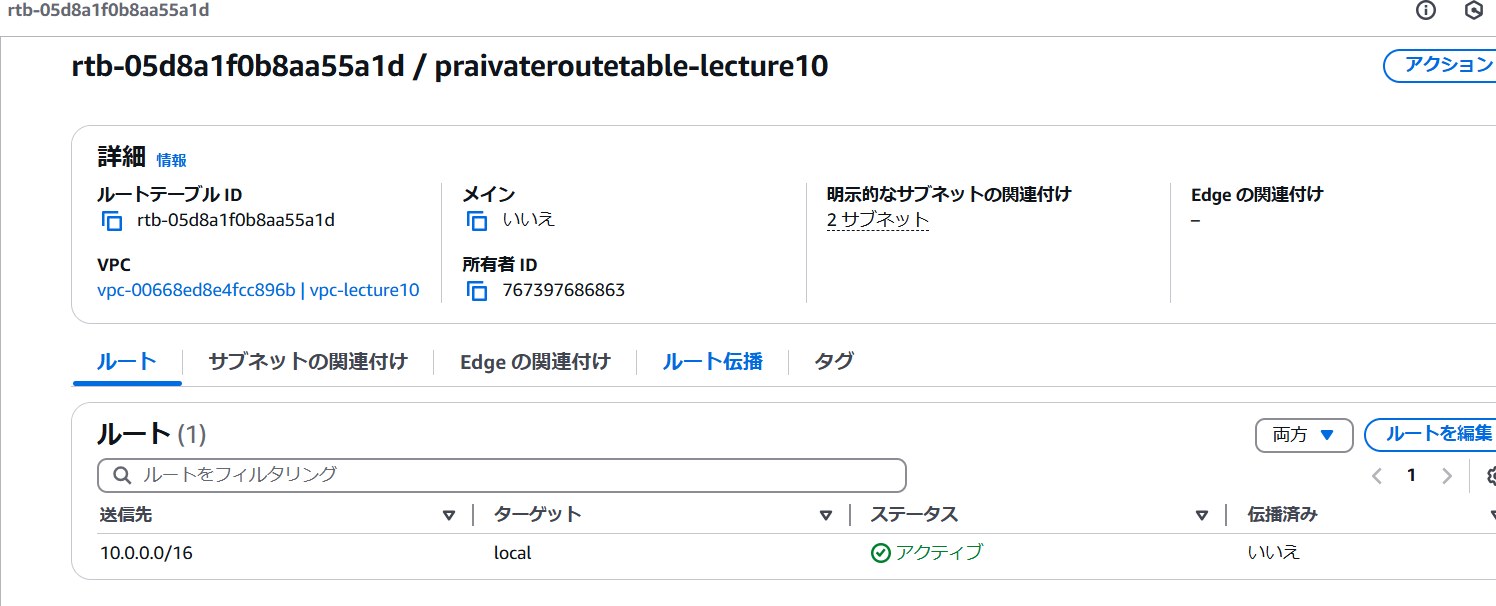 rtb-05d8a1f0b8aa55a1d
rtb-05d8a1f0b8aa55a1d / praivateroutetable-lecture10
アクション
詳細 情報
ルートテーブル ID
rtb-05d8a1f0b8aa55a1d
メイン
いいえ
明示的なサブネットの関連付け
2 サブネット
Edge の関連付け
–
VPC
vpc-00668ed8e4fcc896b | vpc-lecture10
所有者 ID
767397686863
ルート サブネットの関連付け Edge の関連付け ルート伝播 タグ
ルート (1)
両方 ルートを編集
ルートをフィルタリング
1
送信先 ターゲット ステータス 伝播済み
10.0.0.0/16 local アクティブ いいえ